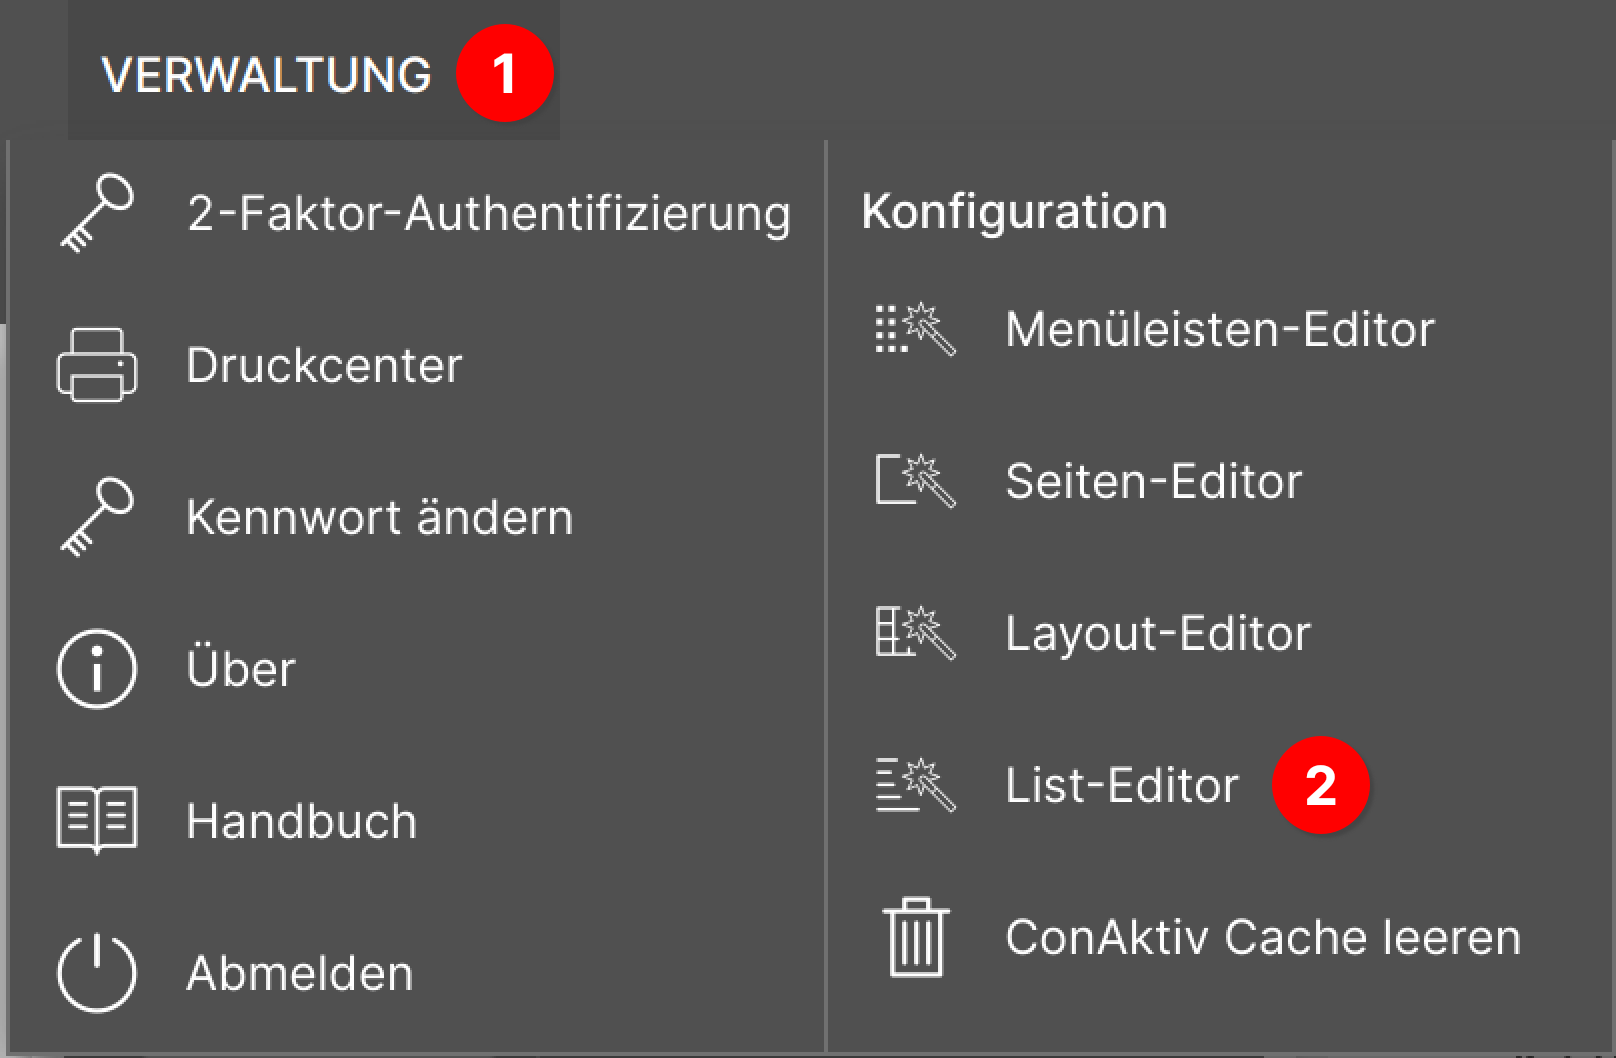 VERWALTUNG 1
2-Faktor-Authentifizierung
Druckcenter
Kennwort ändern
Über
Handbuch
Abmelden
Konfiguration
Menüleisten-Editor
Seiten-Editor
Layout-Editor
List-Editor 2
ConAktiv Cache leeren